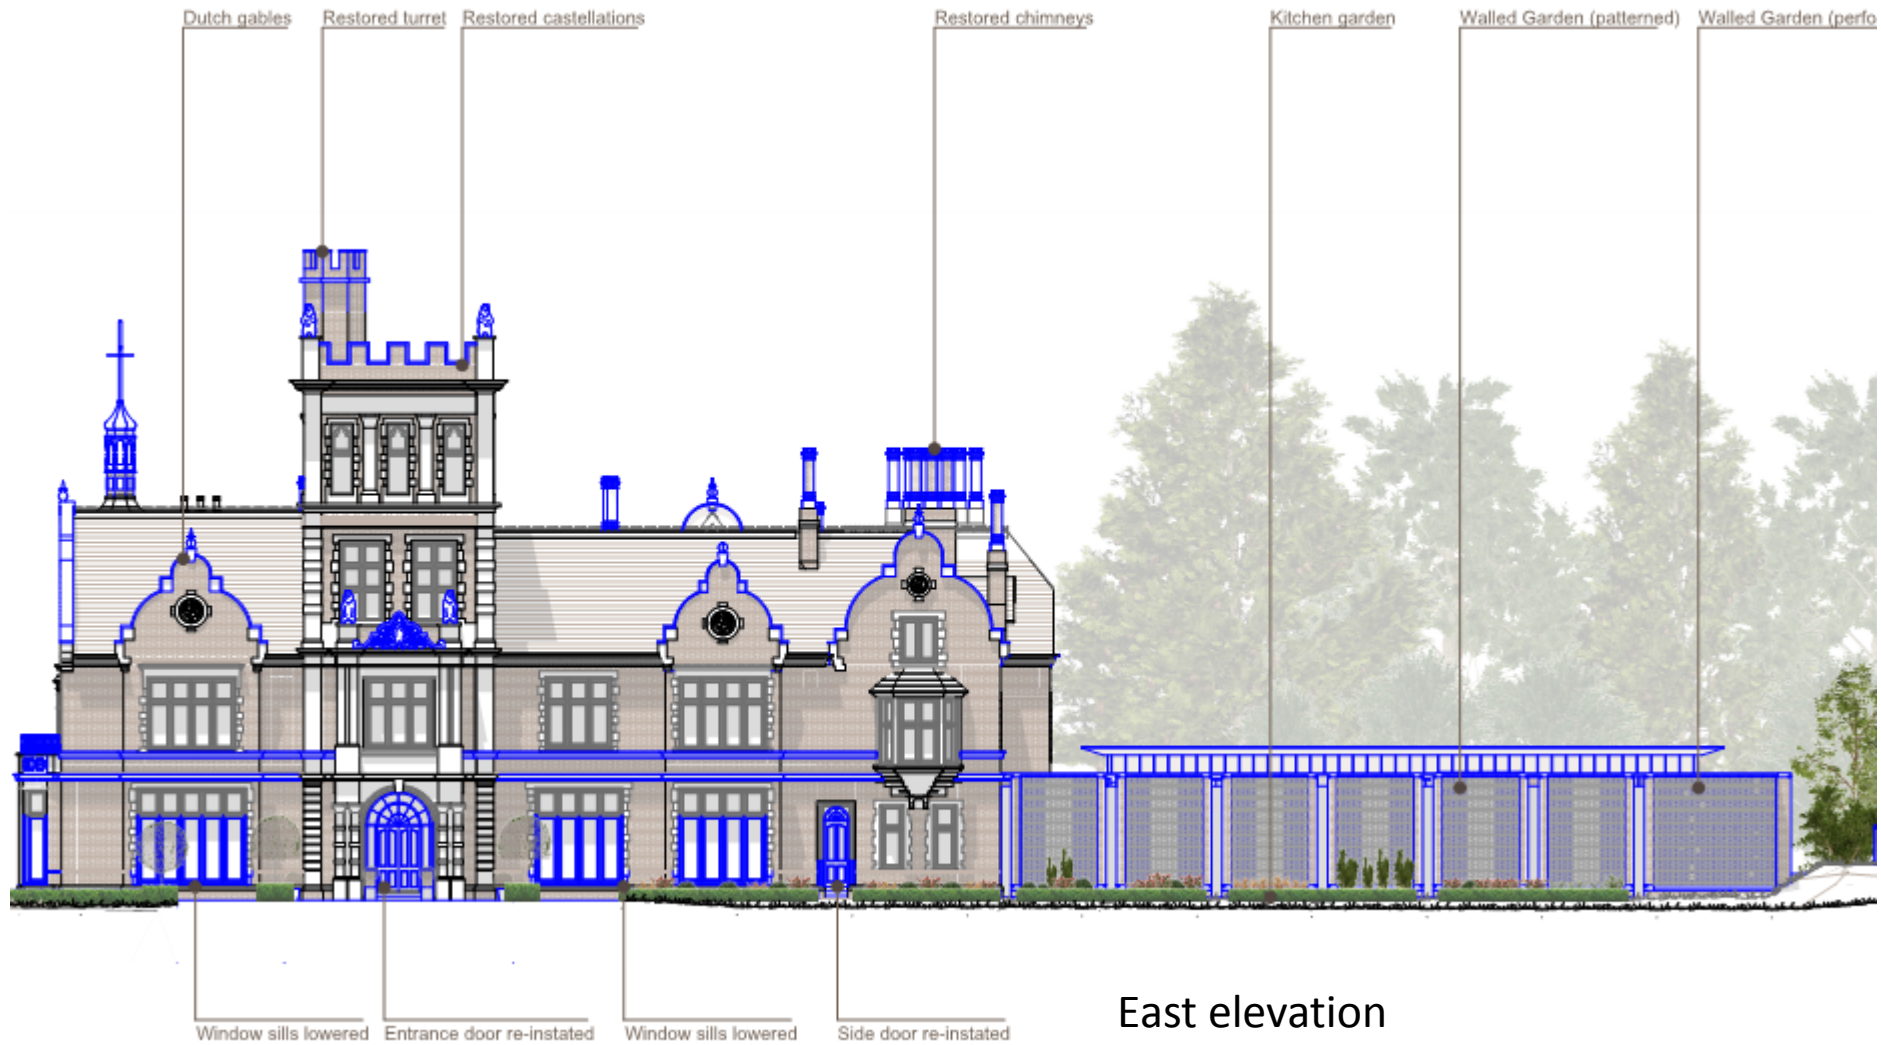 Dutch gables
Restored turret
Restored castellations
Restored chimneys
Kitchen garden
Walled Garden (patterned)
Walled Garden
Window sills lowered
Entrance door re-instated
Window sills lowered
Side door re-instated
East elevation